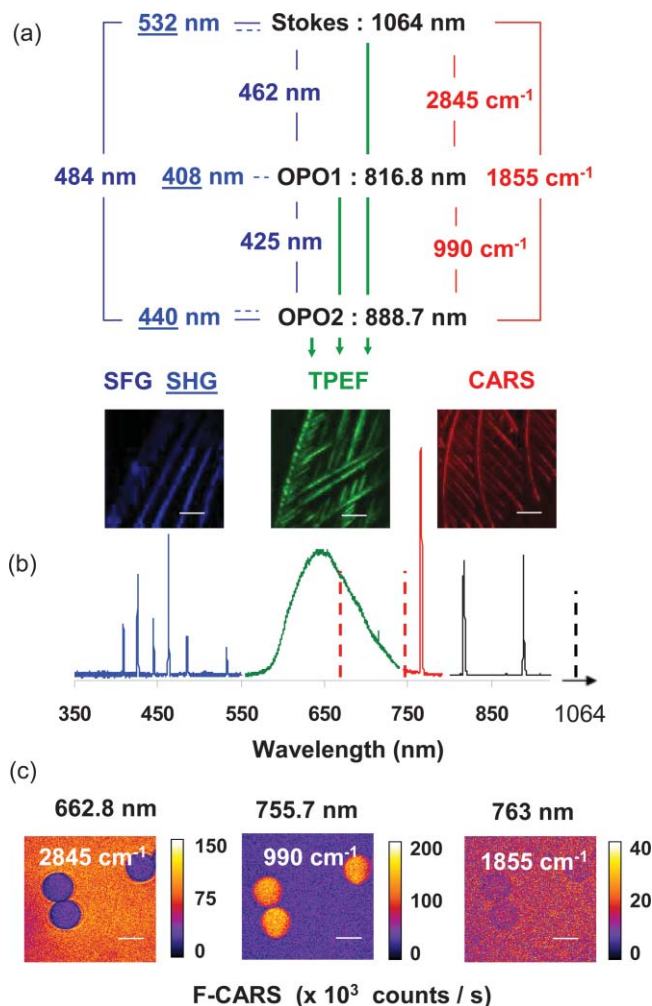 (a)
532 nm
Stokes : 1064 nm
462 nm
2845 cm-1
484 nm
408 nm
OPO1 : 816.8 nm
1855 cm-1
425 nm
990 cm-1
440 nm
OPO2 : 888.7 nm
SFG SHG
TPEF
CARS
(b)
350 450 550 650 750 850 1064
Wavelength (nm)
(c)
662.8 nm
755.7 nm
763 nm
2845 cm-1
150
75
0
990 cm-1
200
100
0
1855 cm-1
40
20
0
F-CARS (x 10³ counts / s)